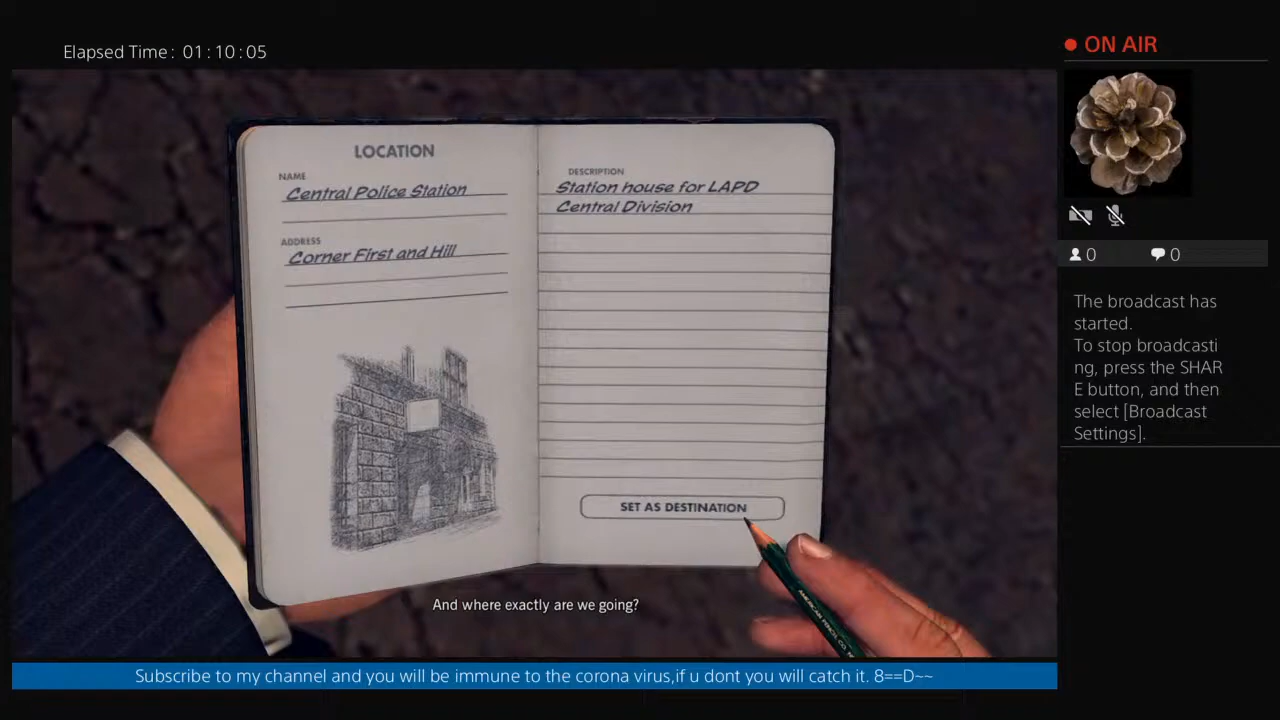 Elapsed Time: 01:10:05
ON AIR
LOCATION
NAME
Central Police Station
ADDRESS
Corner First and Hill
DESCRIPTION
Station house for LAPD
Central Division
SET AS DESTINATION
AMERICAN PENCIL CO.
And where exactly are we going?
0
0
The broadcast has
started.
To stop broadcasti
ng, press the SHAR
E button, and then
select [Broadcast
Settings].
Subscribe to my channel and you will be immune to the corona virus,if u dont you will catch it. 8==D~~